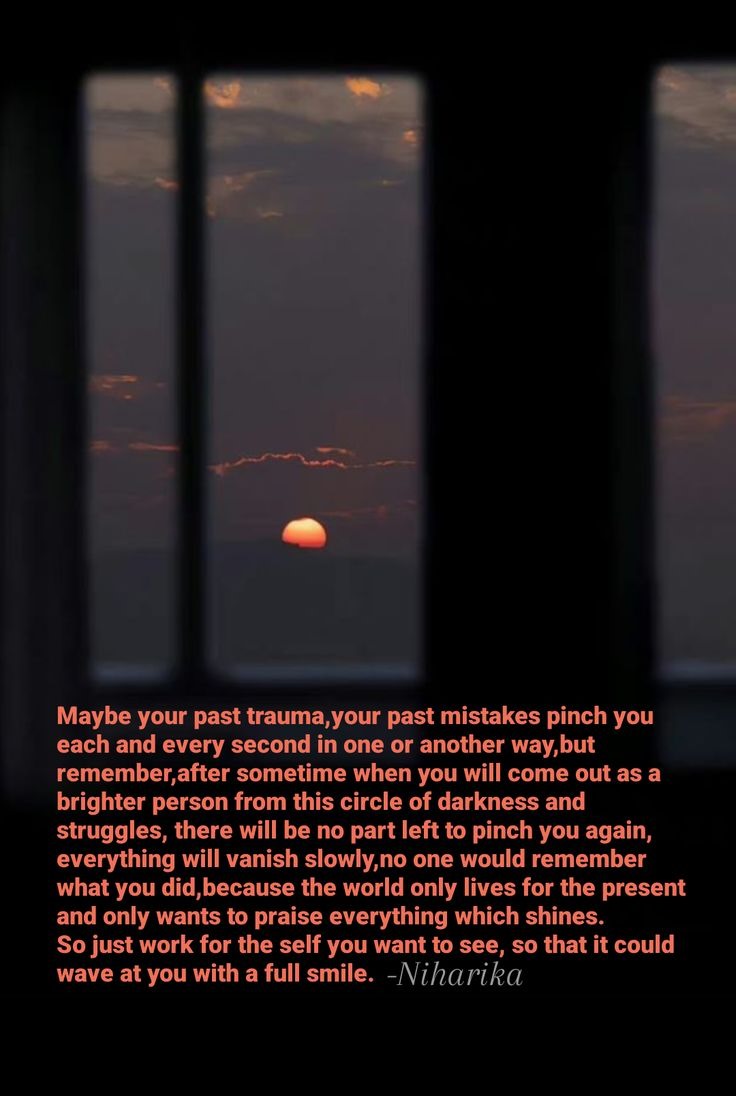 Maybe your past trauma,your past mistakes pinch you
each and every second in one or another way,but
remember,after sometime when you will come out as a
brighter person from this circle of darkness and
struggles, there will be no part left to pinch you again,
everything will vanish slowly,no one would remember
what you did,because the world only lives for the present
and only wants to praise everything which shines.
So just work for the self you want to see, so that it could
wave at you with a full smile. -Niharika